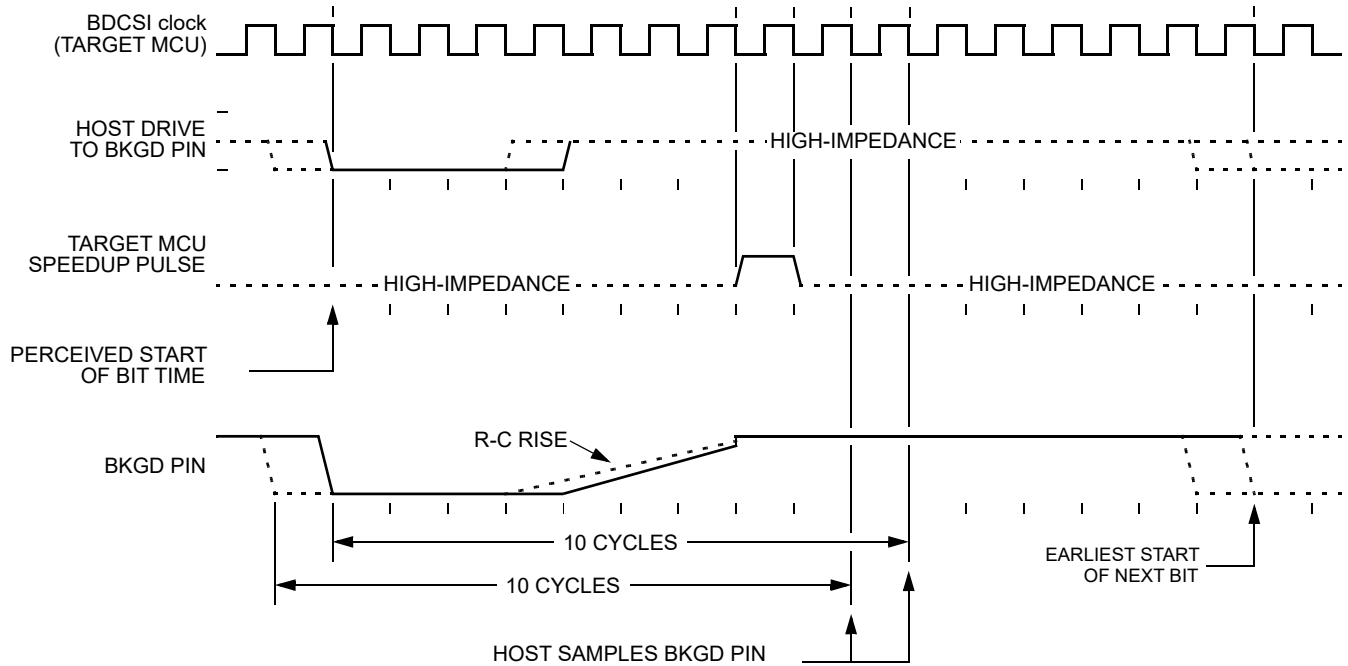 BDCSI clock
(TARGET MCU)
HOST DRIVE
TO BKGD PIN
HIGH-IMPEDANCE
TARGET MCU
SPEEDUP PULSE
HIGH-IMPEDANCE
HIGH-IMPEDANCE
PERCEIVED START
OF BIT TIME
R-C RISE
BKGD PIN
10 CYCLES
10 CYCLES
EARLIEST START
OF NEXT BIT
HOST SAMPLES BKGD PIN